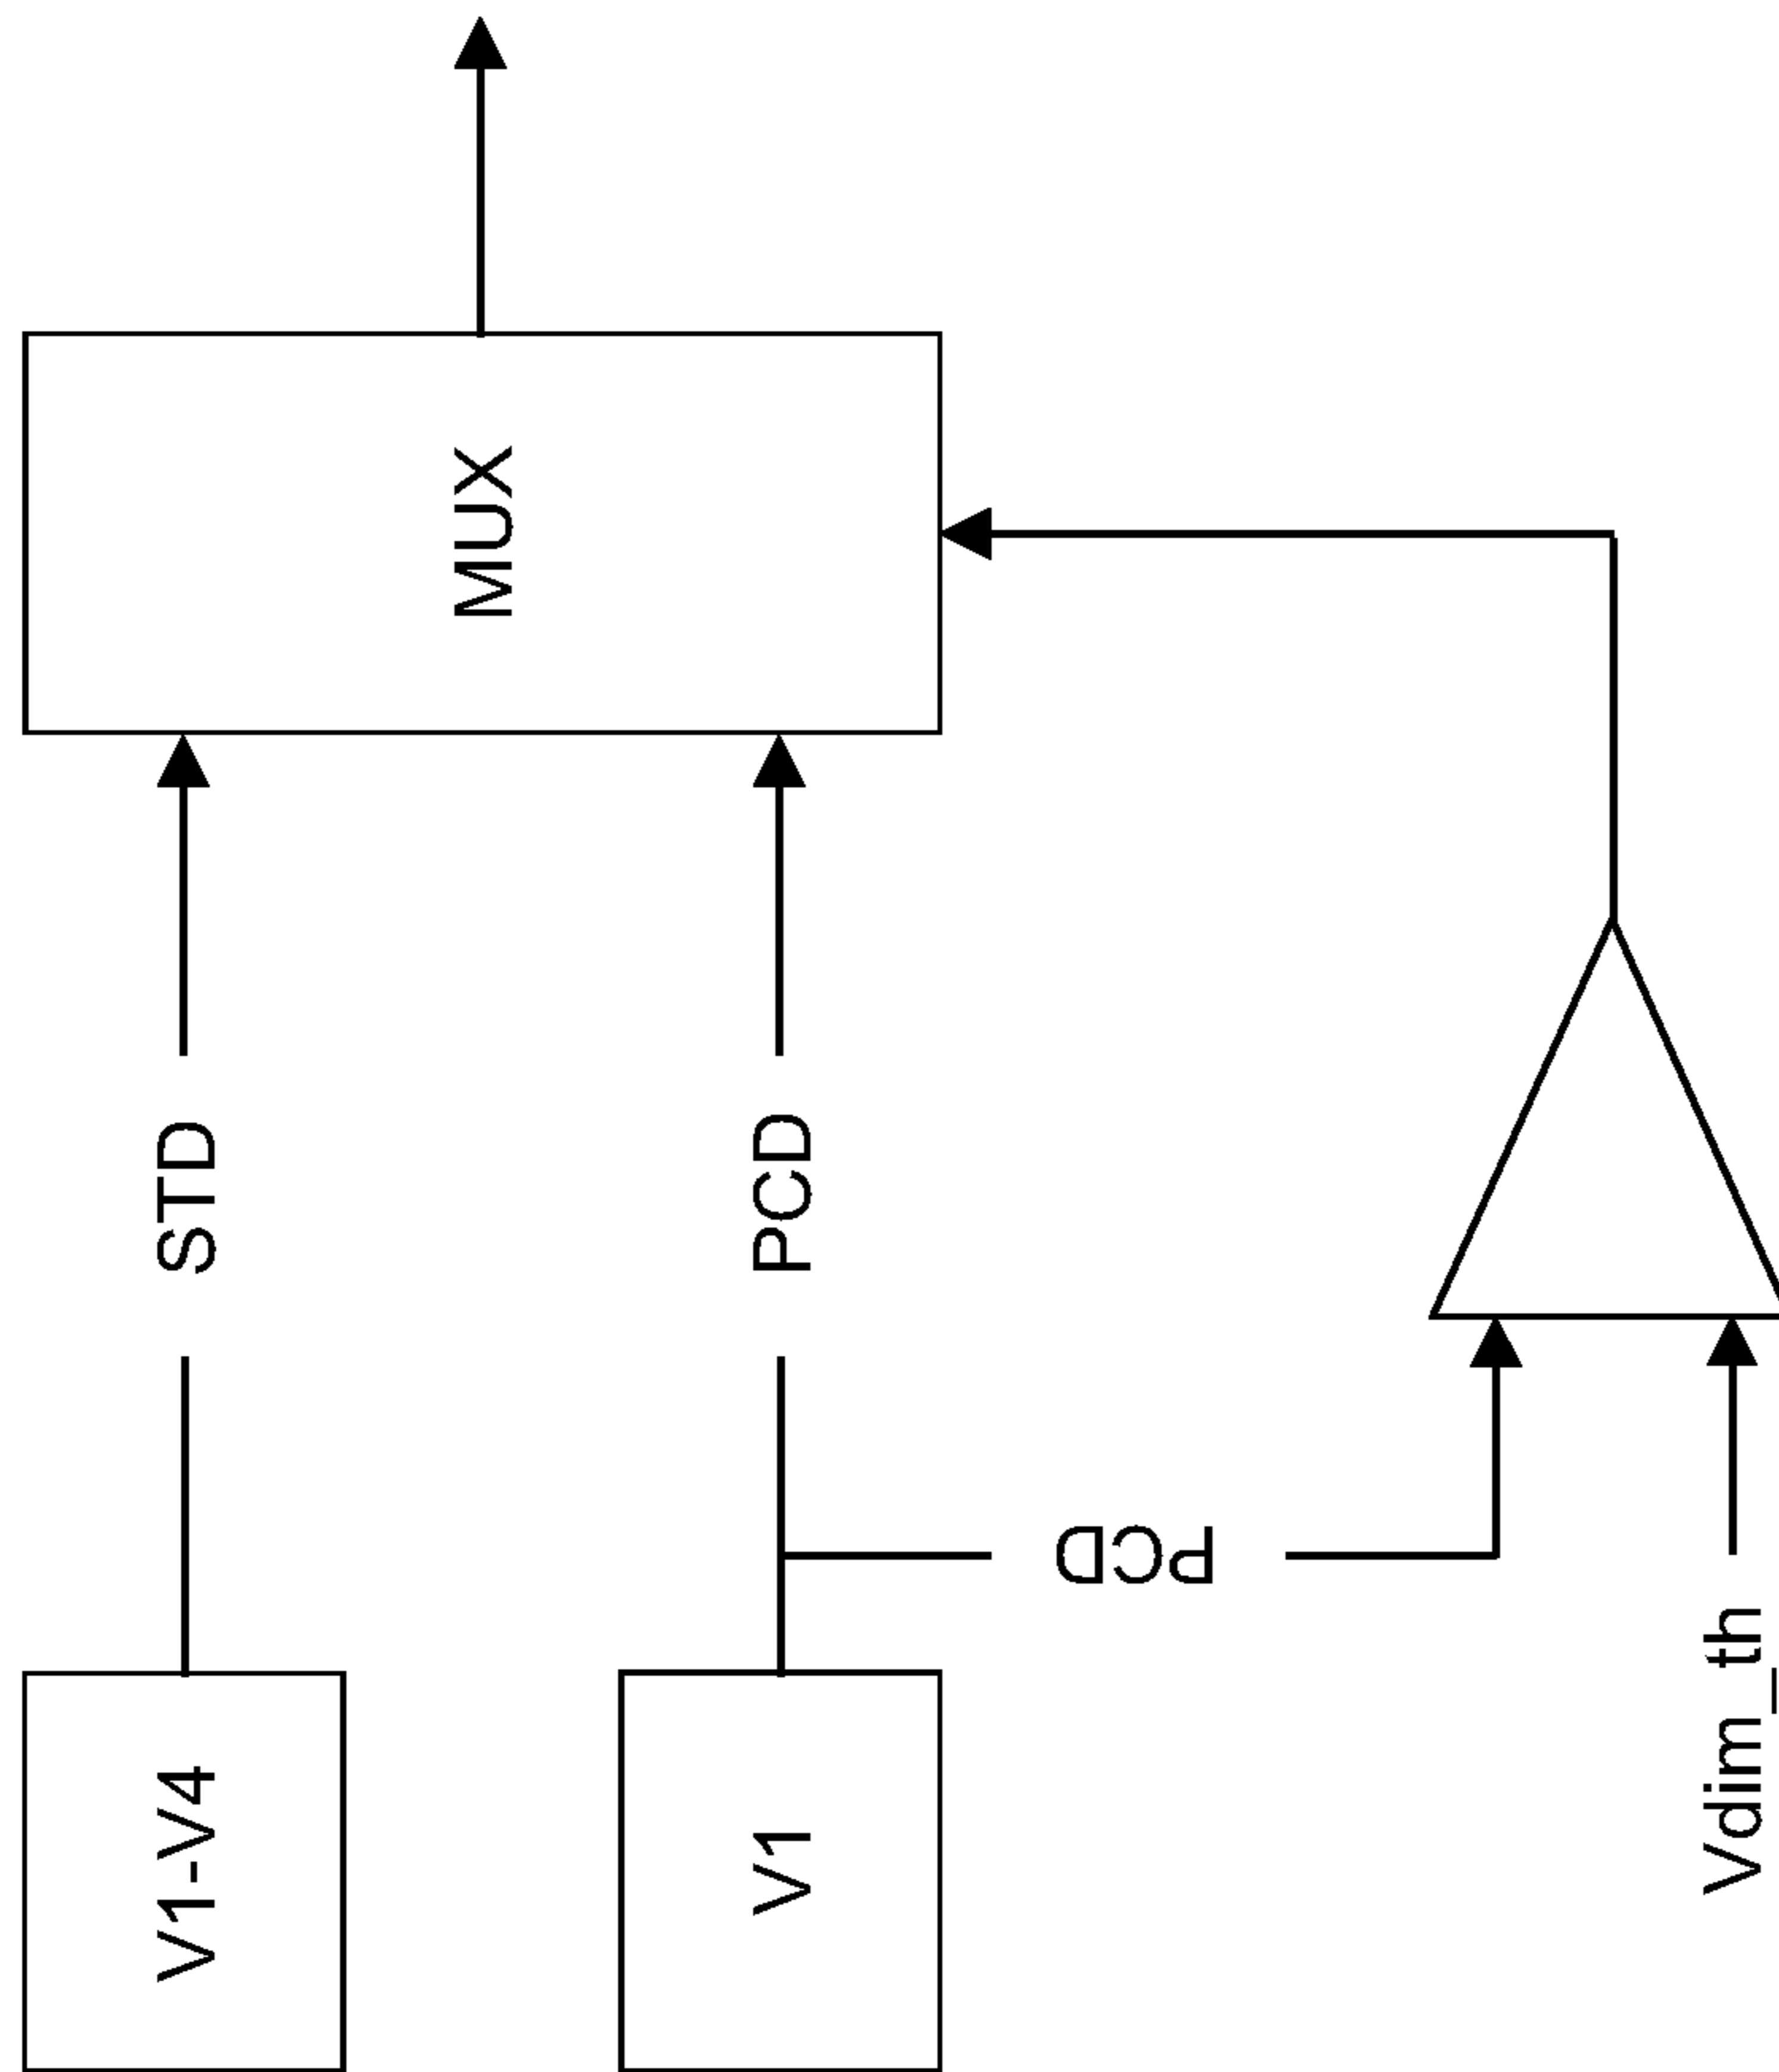 MUX
STD
PCD
PCD
V1-V4
V1
Vdim_th